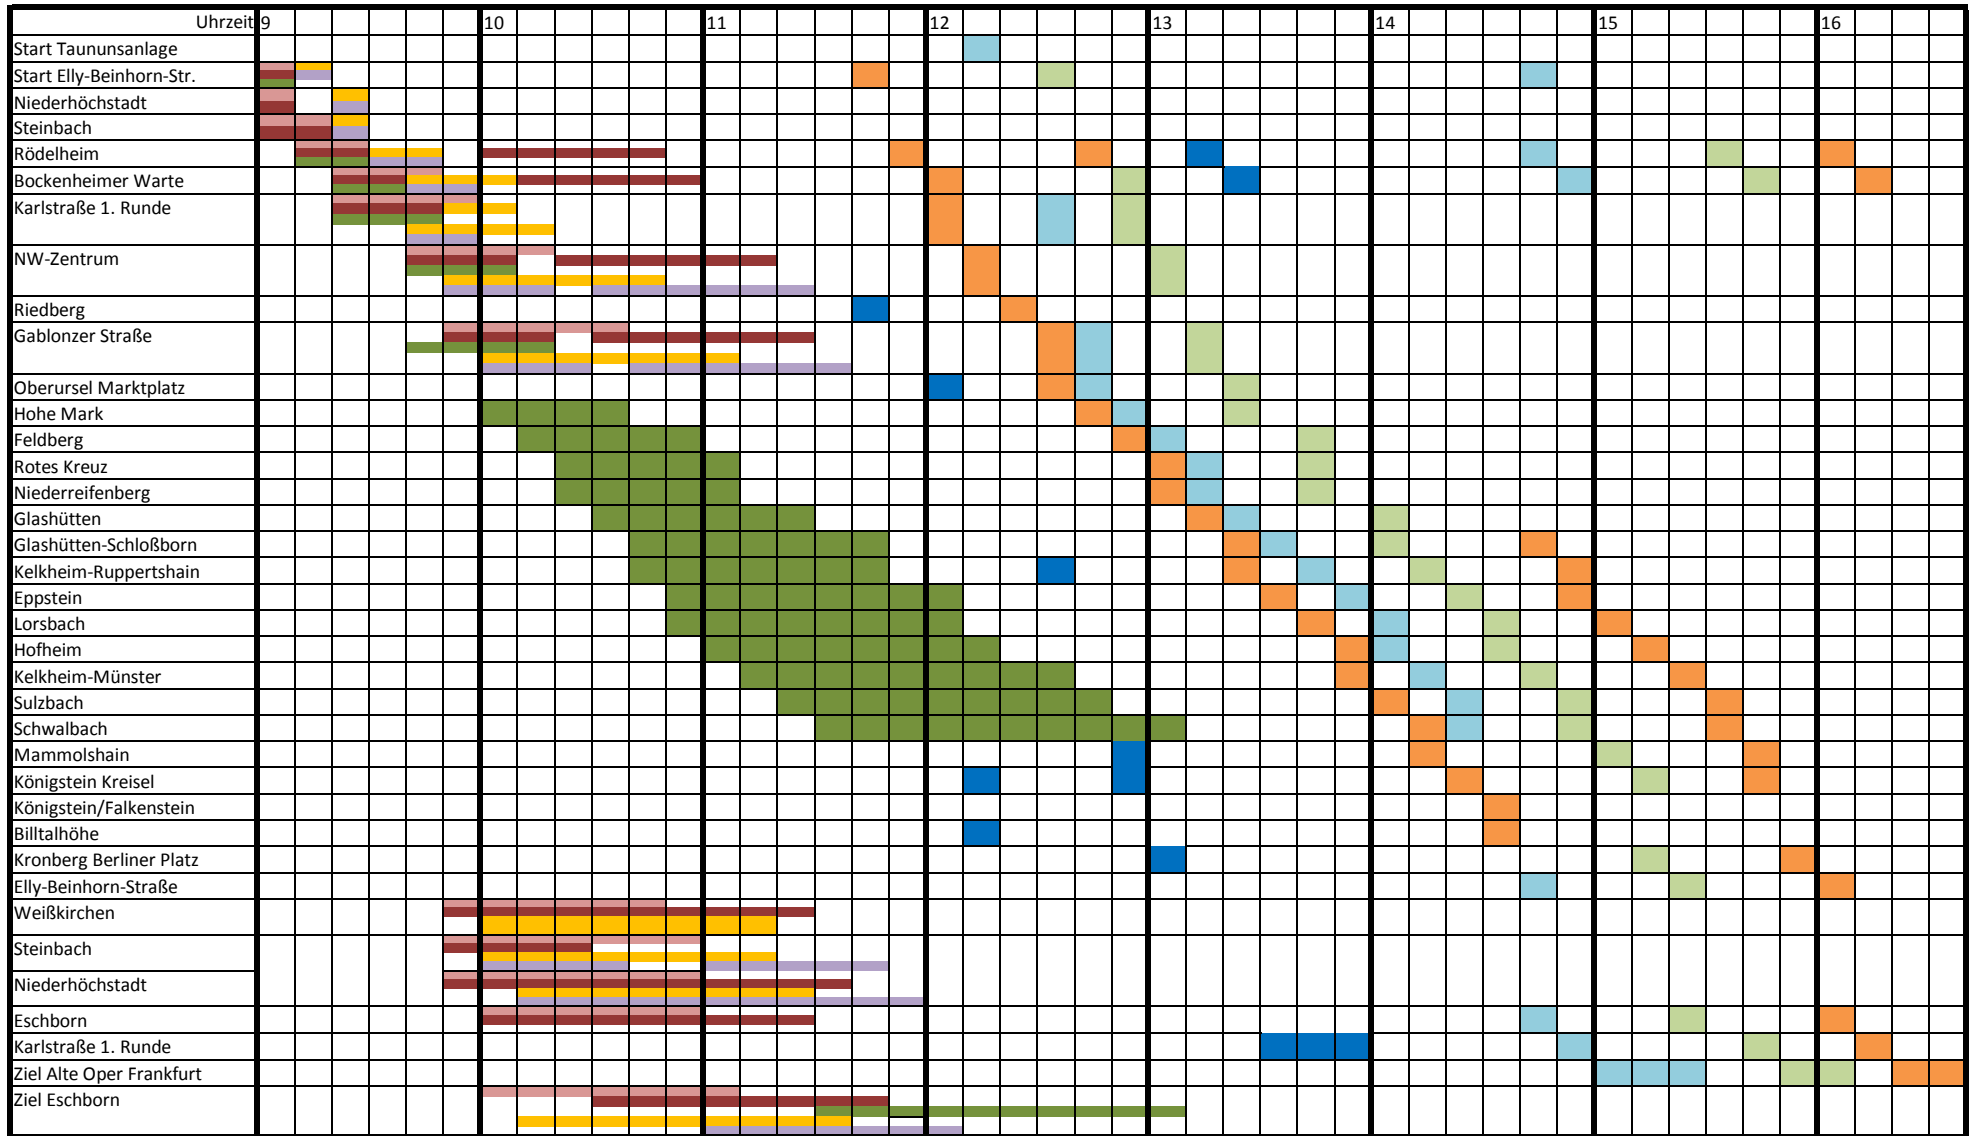 Uhrzeit 9 10 11 12 13 14 15 16
Start Taununsanlage
Start Elly-Beinhorn-Str.
Niederhöchstadt
Steinbach
Rödelheim
Bockenheimer Warte
Karlstraße 1. Runde
NW-Zentrum
Riedberg
Gablonzer Straße
Oberursel Marktplatz
Hohe Mark
Feldberg
Rotes Kreuz
Niederreifenberg
Glashütten
Glashütten-Schloßborn
Kelkheim-Ruppertshain
Eppstein
Lorsbach
Hofheim
Kelkheim-Münster
Sulzbach
Schwalbach
Mammolshain
Königstein Kreisel
Königstein/Falkenstein
Billtalhöhe
Kronberg Berliner Platz
Elly-Beinhorn-Straße
Weißkirchen
Steinbach
Niederhöchstadt
Eschborn
Karlstraße 1. Runde
Ziel Alte Oper Frankfurt
Ziel Eschborn